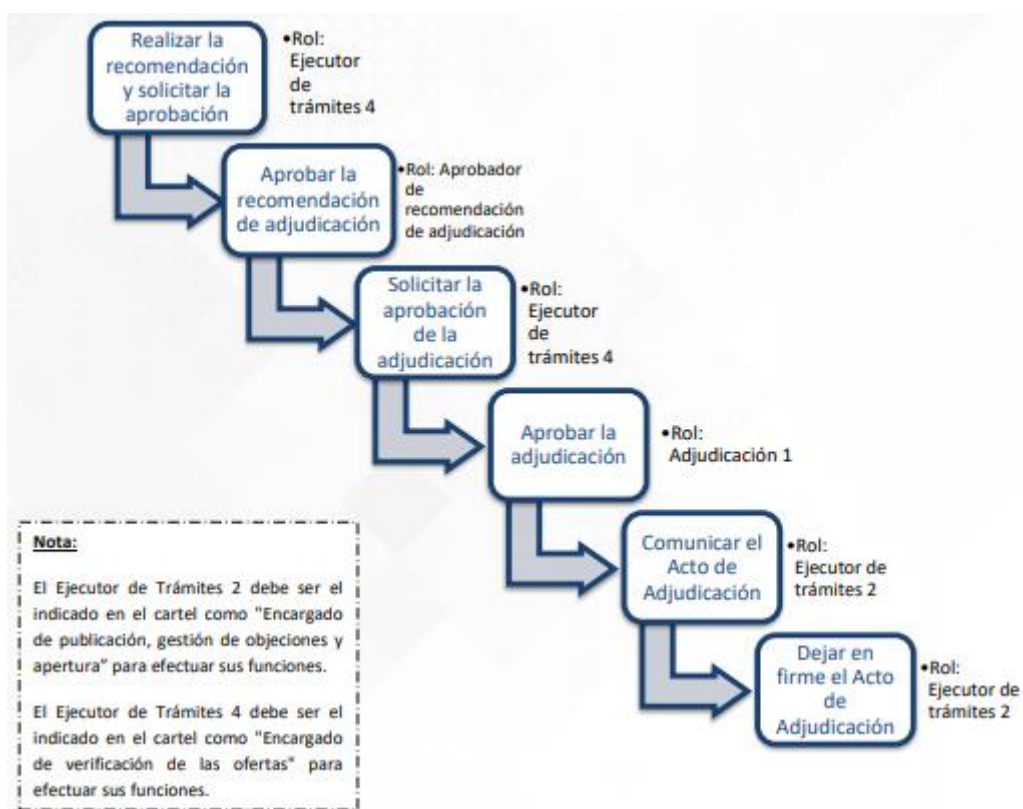 Realizar la
recomendación
y solicitar la
aprobación
•Rol:
Ejecutor
de
trámites 4
Aprobar la
recomendación
de adjudicación
•Rol: Aprobador
de
recomendación
de adjudicación
Solicitar la
aprobación
de la
adjudicación
•Rol:
Ejecutor
de
trámites 4
Aprobar la
adjudicación
•Rol:
Adjudicación 1
Comunicar el
Acto de
Adjudicación
•Rol:
Ejecutor de
trámites 2
Dejar en
firme el Acto
de
Adjudicación
•Rol:
Ejecutor de
trámites 2
Nota:
El Ejecutor de Trámites 2 debe ser el
indicado en el cartel como "Encargado
de publicación, gestión de objeciones y
apertura” para efectuar sus funciones.
El Ejecutor de Trámites 4 debe ser el
indicado en el cartel como "Encargado
de verificación de las ofertas" para
efectuar sus funciones.